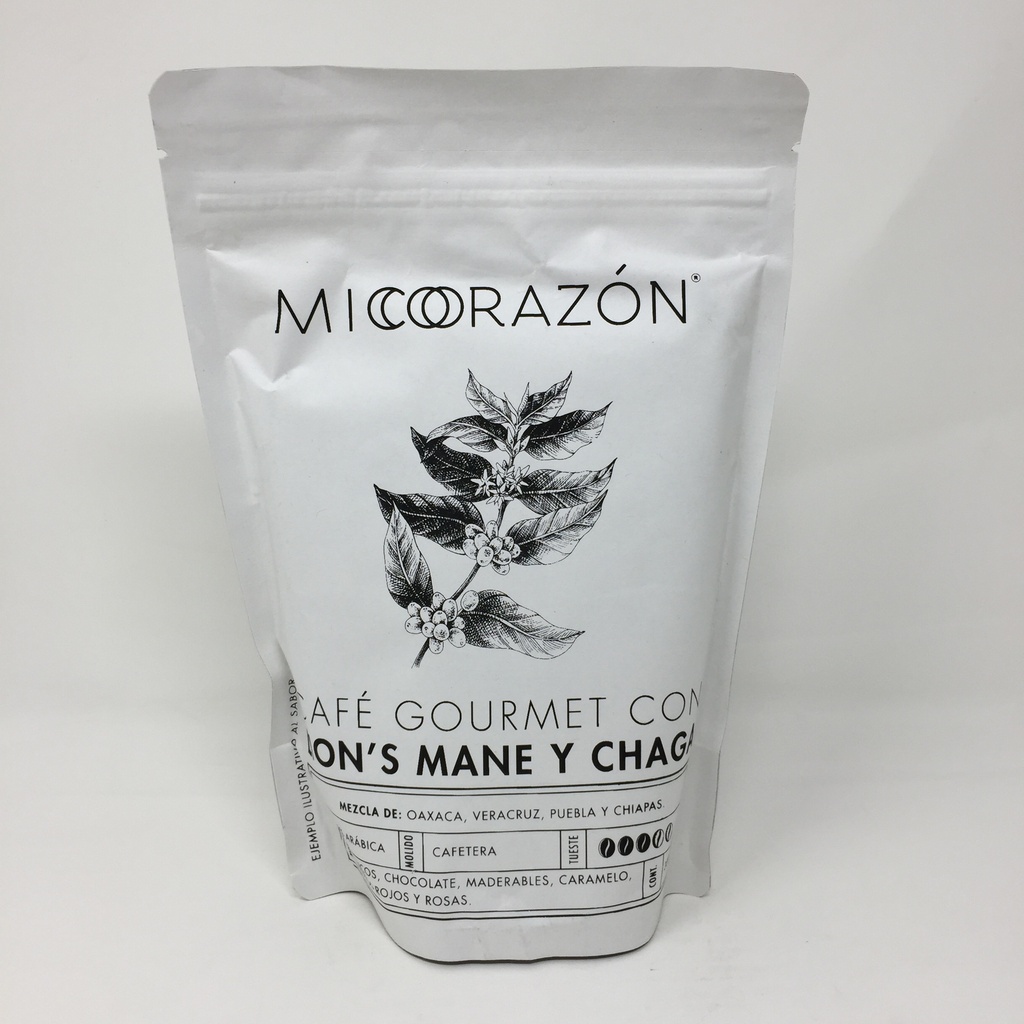 MICOORAZÓN®
AFÉ GOURMET CON
ON'S MANE Y CHAGA
MEZCLA DE: OAXACA, VERACRUZ, PUEBLA Y CHIAPAS.
ARÁBICA MOLIDO CAFETERA TUESTE
COS, CHOCOLATE, MADERABLES, CARAMELO, CONT.
ROJOS Y ROSAS.
EJEMPLO ILUSTRATIVO AL SABOR